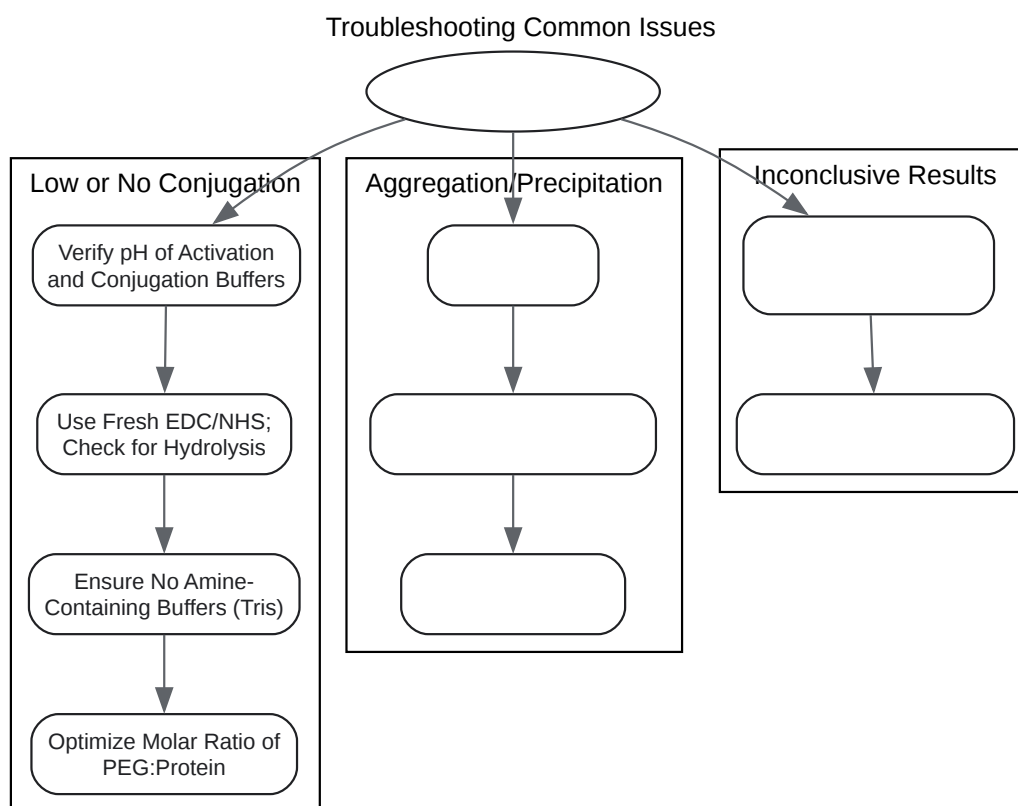 Troubleshooting Common Issues
Low or No Conjugation
Verify pH of Activation
and Conjugation Buffers
Use Fresh EDC/NHS;
Check for Hydrolysis
Ensure No Amine-
Containing Buffers (Tris)
Optimize Molar Ratio of
PEG:Protein
Aggregation/Precipitation
Inconclusive Results